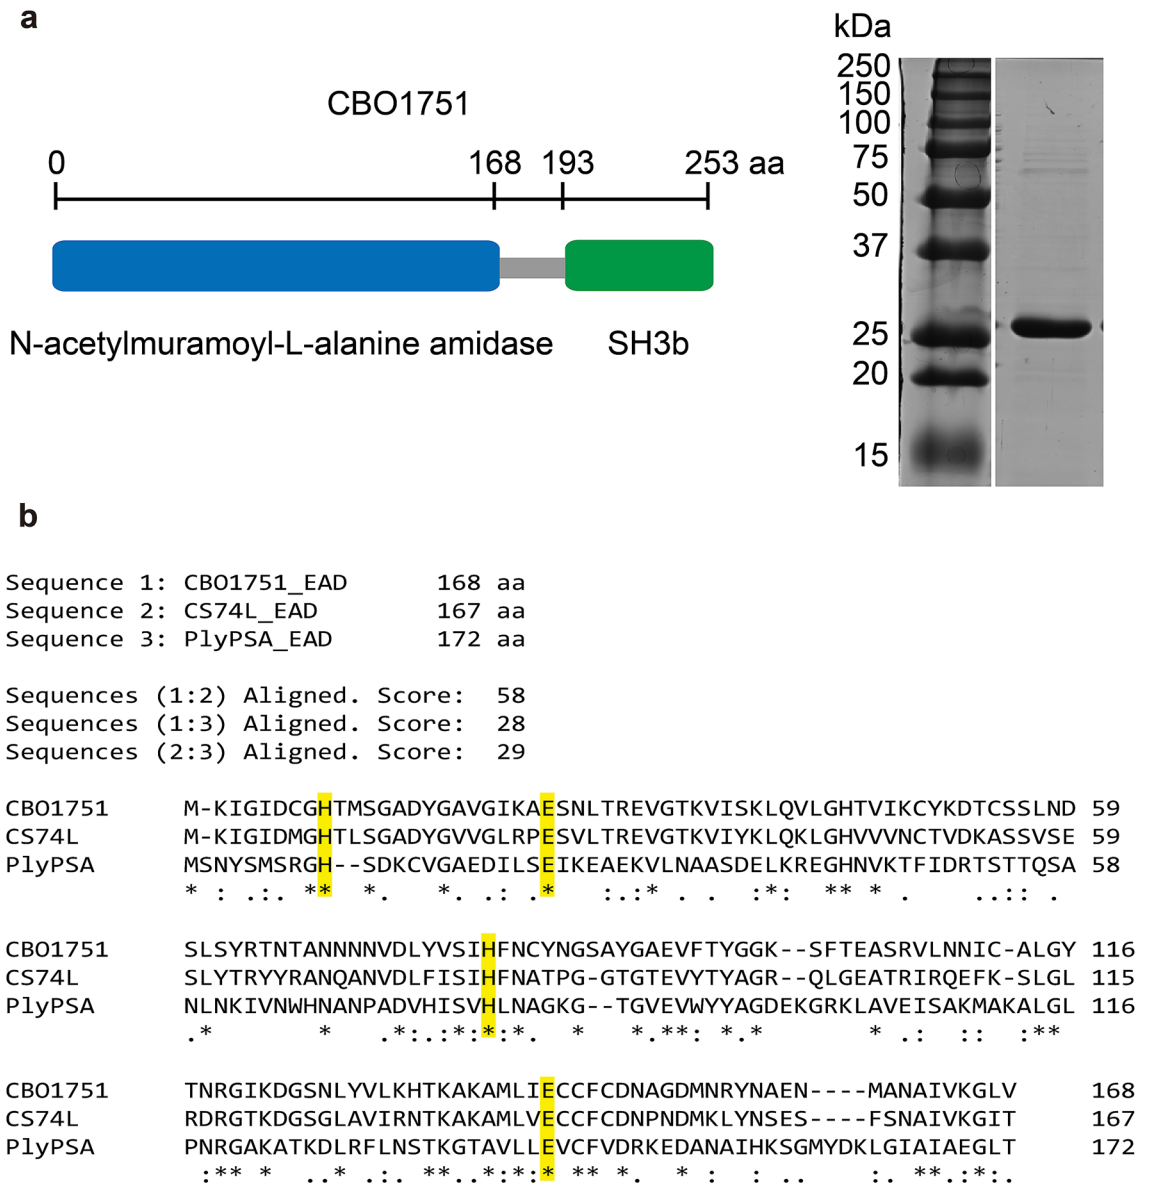 a
kDa
CBO1751
0 168 193 253 aa
N-acetylmuramoyl-L-alanine amidase SH3b
250
150
100
75
50
37
25
20
15
b
Sequence 1: CBO1751_EAD 168 aa
Sequence 2: CS74L_EAD 167 aa
Sequence 3: PlyPSA_EAD 172 aa
Sequences (1:2) Aligned. Score: 58
Sequences (1:3) Aligned. Score: 28
Sequences (2:3) Aligned. Score: 29
CBO1751 M-KIGIDCGHTMSGADYGAVGIKAESNLTREVGTKVISKLQVLGHTVIKCYKDTCSSLND 59
CS74L M-KIGIDMGHTLSGADYGVVGLRPESVLTREVGTKVIYKLQKLGHVVVNCTVDKASSVSE 59
PlyPSA MSNYSMSRGH--SDKCVGAEDILSEIKEAEKVLNAASDELKREGHNVKTFIDRTSTTQSA 58
* : .:. ** *. *. .: .* :.:* . . :*: ** * . ..:: .
CBO1751 SLSYRTNTANNNNVDLYVSIHFNCYNGSAYGAEVFTYGGK--SFTEASRVLNNIC-ALGY 116
CS74L SLYTRYYRANQANVDLFISIHFNATPG-GTGTEVYTYAGR--QLGEATRIRQEFK-SLGL 115
PlyPSA NLNKIVNWHNANPADVHISVHLNAGKG--TGVEVWYYAGDEKGRKLAVEISAKMAKALGL 116
.* * .*:.:*:*:*. * *.**: *.* * .: :: :**
CBO1751 TNRGIKDGSNLYVLKHTKAKAMLIECCFCDNAGDMNRYNAEN----MANAIVKGLV 168
CS74L RDRGTKDGSGLAVIRNTKAKAMLVECCFCDNPNDMKLYNSES----FSNAIVKGIT 167
PlyPSA PNRGAKATKDLRFLNSTKGTAVLLEVCFVDRKEDANAIHKSGMYDKLGIAIAEGLT 172
:** * ..* .:. **..*:*:* ** *. * : : .. :. **.:*:.